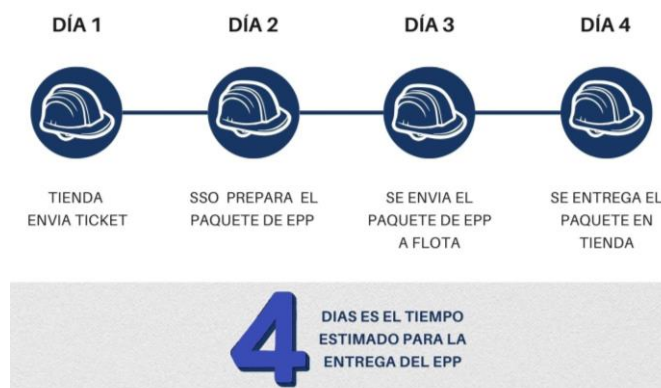 DÍA 1
DÍA 2
DÍA 3
DÍA 4
TIENDA
ENVIA TICKET
SSO PREPARA EL
PAQUETE DE EPP
SE ENVIA EL
PAQUETE DE EPP
A FLOTA
SE ENTREGA EL
PAQUETE EN
TIENDA
4
DIAS ES EL TIEMPO
ESTIMADO PARA LA
ENTREGA DEL EPP